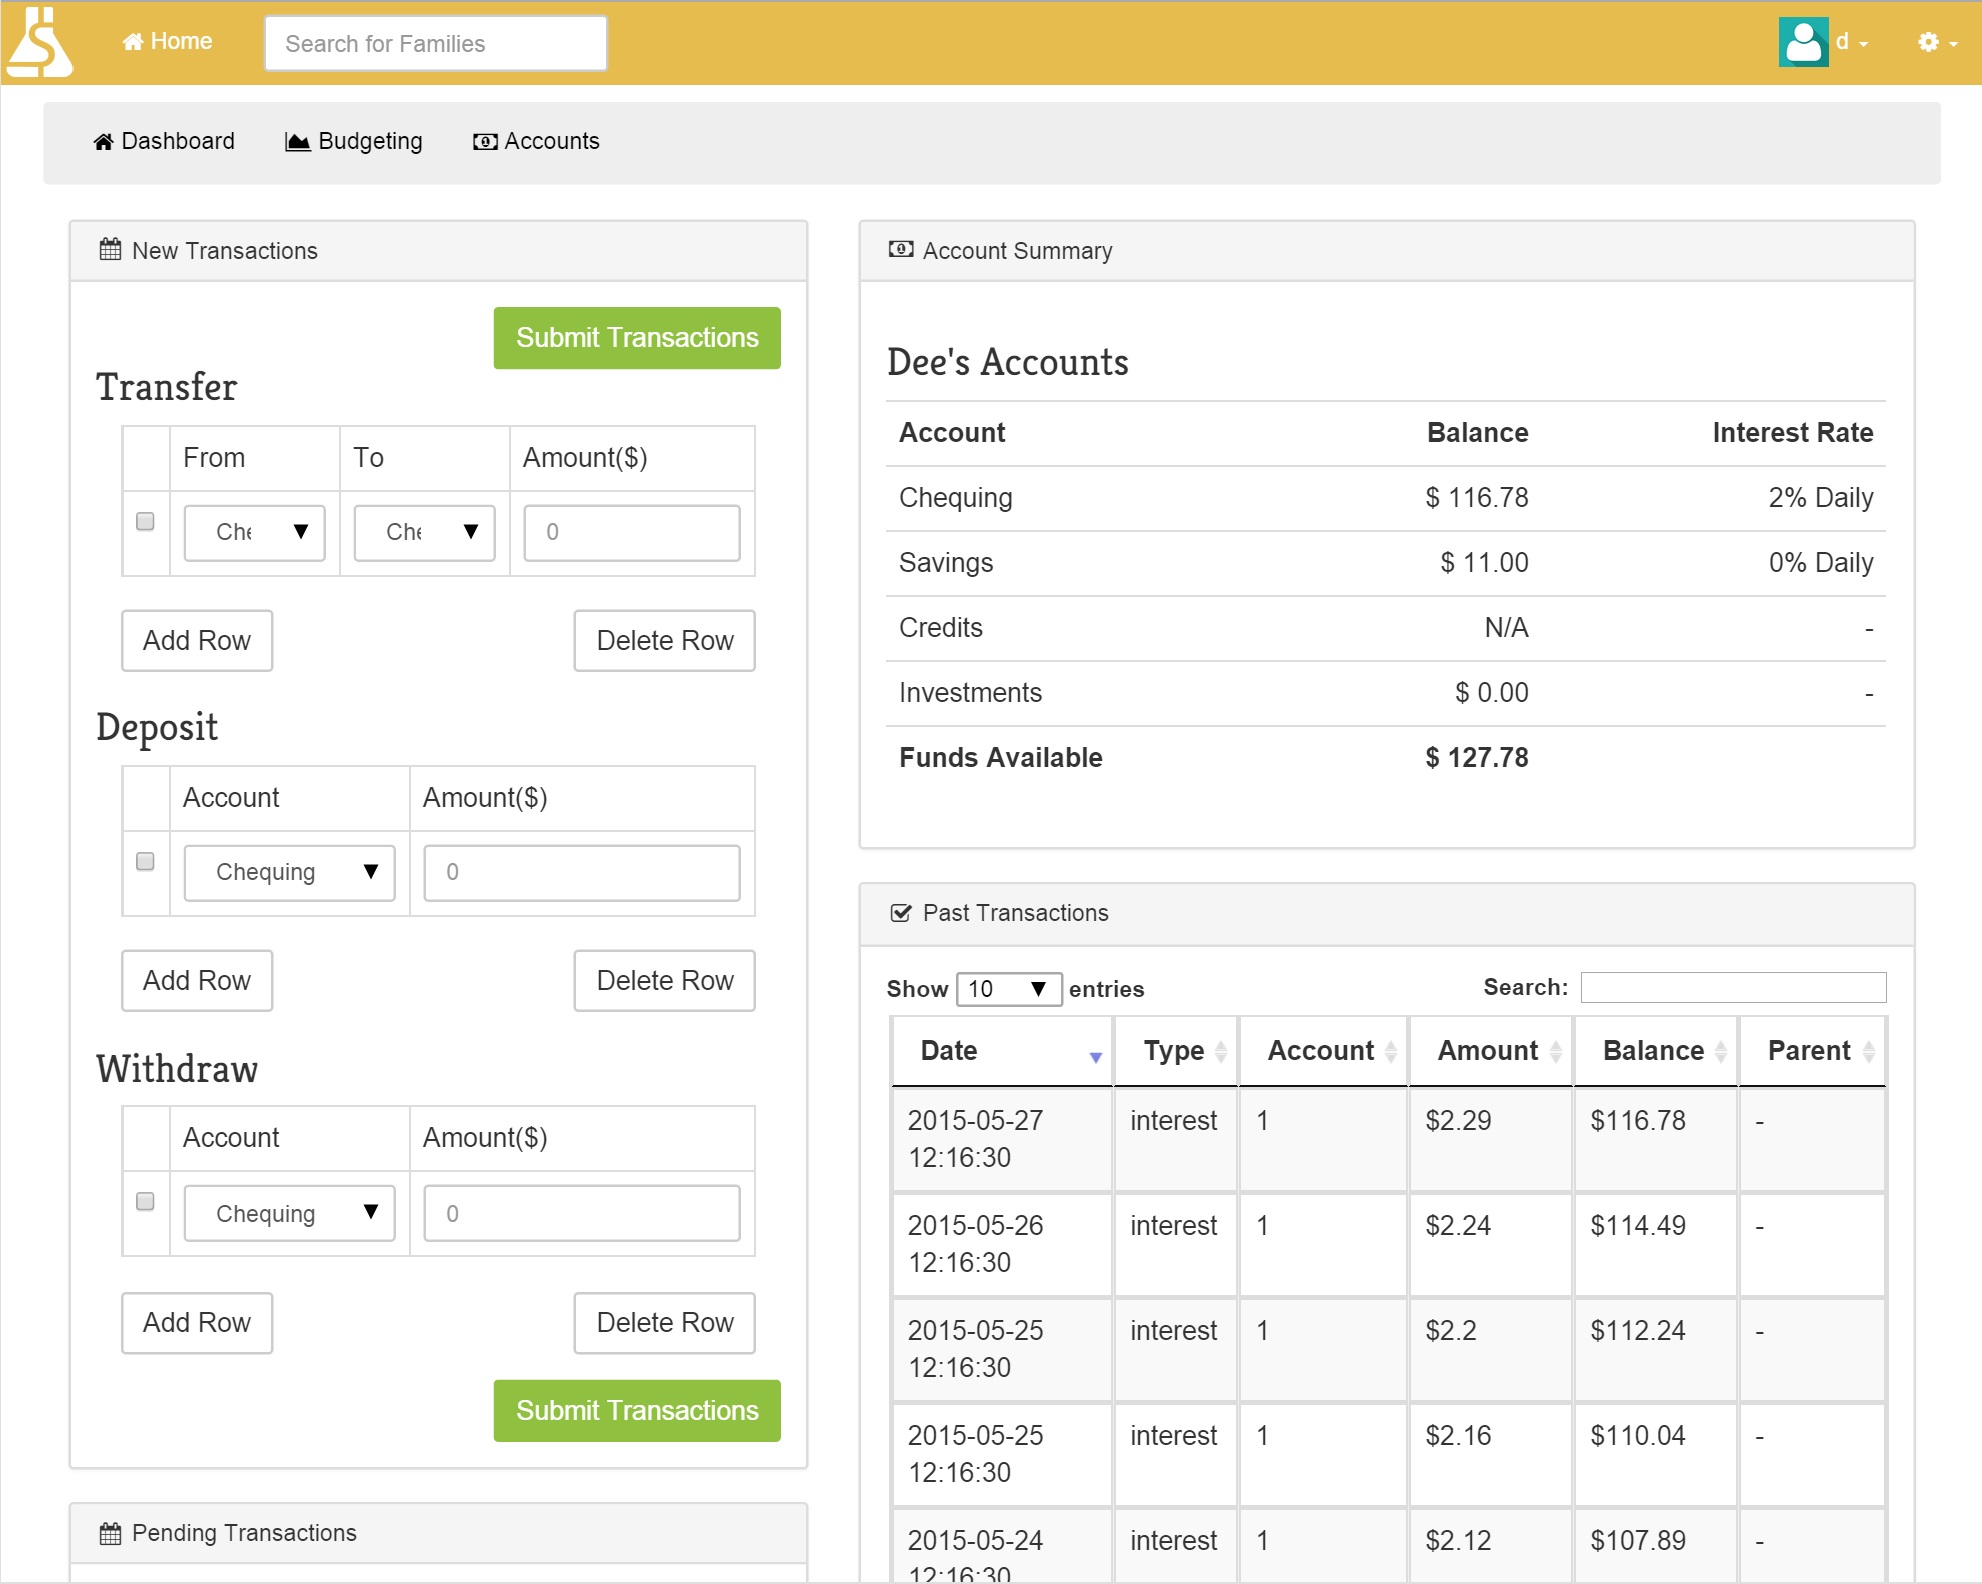 Home
Search for Families
d
Dashboard
Budgeting
Accounts
New Transactions
Submit Transactions
Transfer
From To Amount($)
Che Che 0
Add Row Delete Row
Deposit
Account Amount($)
Chequing 0
Add Row Delete Row
Withdraw
Account Amount($)
Chequing 0
Add Row Delete Row
Submit Transactions
Pending Transactions
Account Summary
Dee's Accounts
Account Balance Interest Rate
Chequing $ 116.78 2% Daily
Savings $ 11.00 0% Daily
Credits N/A -
Investments $ 0.00 -
Funds Available $ 127.78
Past Transactions
Show 10 entries Search:
Date Type Account Amount Balance Parent
2015-05-27 interest 1 $2.29 $116.78 -
12:16:30
2015-05-26 interest 1 $2.24 $114.49 -
12:16:30
2015-05-25 interest 1 $2.2 $112.24 -
12:16:30
2015-05-25 interest 1 $2.16 $110.04 -
12:16:30
2015-05-24 interest 1 $2.12 $107.89 -
12:16:30